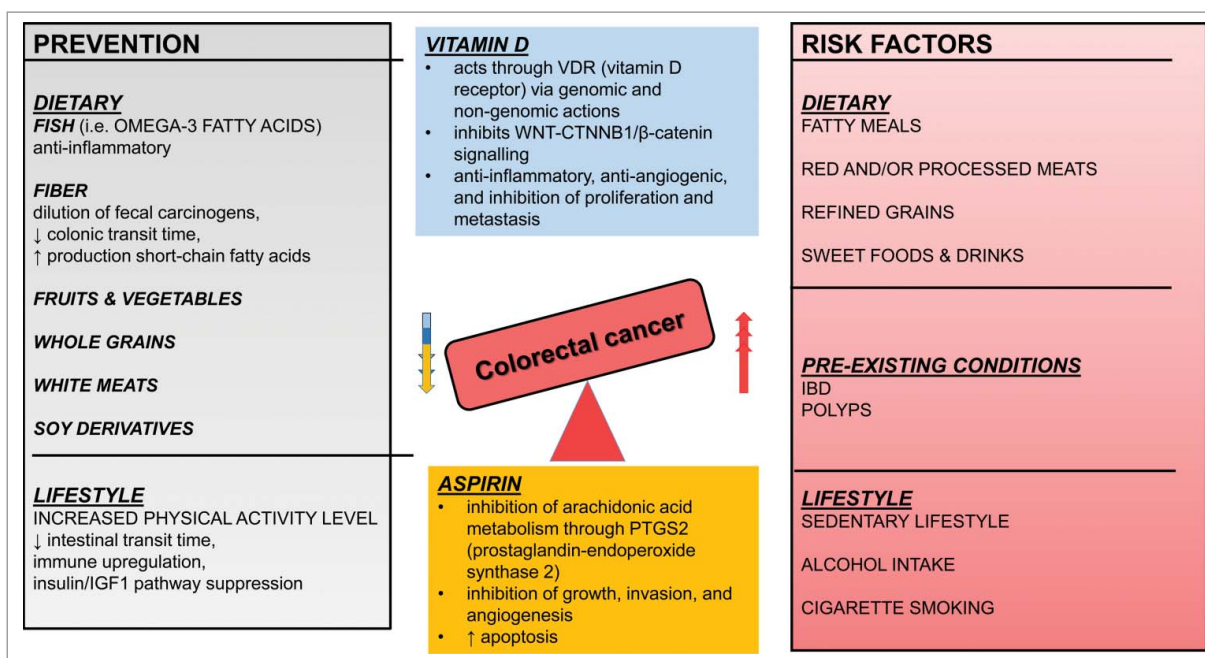 PREVENTION
DIETARY
FISH (i.e. OMEGA-3 FATTY ACIDS)
anti-inflammatory
FIBER
dilution of fecal carcinogens,
↓ colonic transit time,
↑ production short-chain fatty acids
FRUITS & VEGETABLES
WHOLE GRAINS
WHITE MEATS
SOY DERIVATIVES
LIFESTYLE
INCREASED PHYSICAL ACTIVITY LEVEL
↓ intestinal transit time,
immune upregulation,
insulin/IGF1 pathway suppression
VITAMIN D
• acts through VDR (vitamin D
receptor) via genomic and
non-genomic actions
• inhibits WNT-CTNNB1/β-catenin
signalling
• anti-inflammatory, anti-angiogenic,
and inhibition of proliferation and
metastasis
Colorectal cancer
ASPIRIN
• inhibition of arachidonic acid
metabolism through PTGS2
(prostaglandin-endoperoxide
synthase 2)
• inhibition of growth, invasion, and
angiogenesis
• ↑ apoptosis
RISK FACTORS
DIETARY
FATTY MEALS
RED AND/OR PROCESSED MEATS
REFINED GRAINS
SWEET FOODS & DRINKS
PRE-EXISTING CONDITIONS
IBD
POLYPS
LIFESTYLE
SEDENTARY LIFESTYLE
ALCOHOL INTAKE
CIGARETTE SMOKING